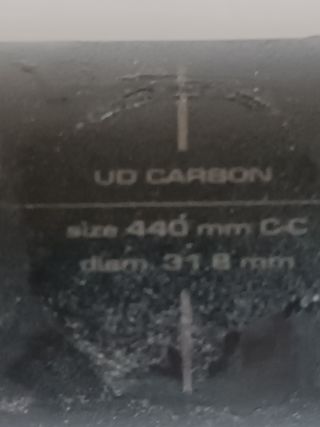 UD CARBON
size 440 mm C-C
diam. 31.8 mm